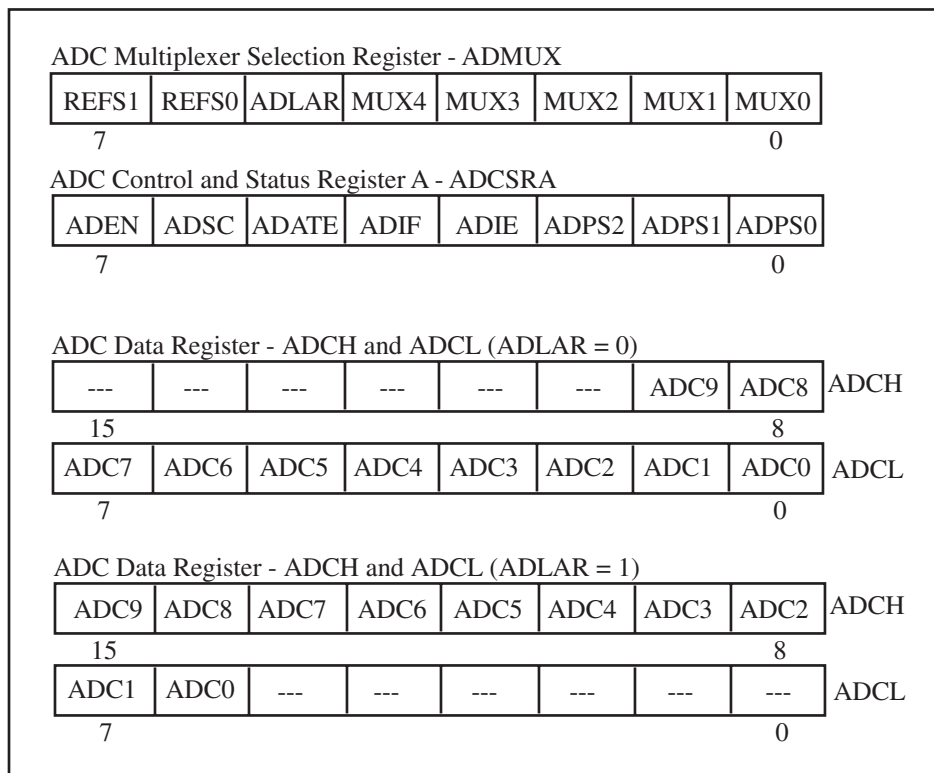 ADC Multiplexer Selection Register - ADMUX
REFS1 REFS0 ADLAR MUX4 MUX3 MUX2 MUX1 MUX0
7 0
ADC Control and Status Register A - ADCSRA
ADEN ADSC ADATE ADIF ADIE ADPS2 ADPS1 ADPS0
7 0
ADC Data Register - ADCH and ADCL (ADLAR = 0)
--- --- --- --- --- --- ADC9 ADC8 ADCH
15 8
ADC7 ADC6 ADC5 ADC4 ADC3 ADC2 ADC1 ADC0 ADCL
7 0
ADC Data Register - ADCH and ADCL (ADLAR = 1)
ADC9 ADC8 ADC7 ADC6 ADC5 ADC4 ADC3 ADC2 ADCH
15 8
ADC1 ADC0 --- --- --- --- --- --- ADCL
7 0